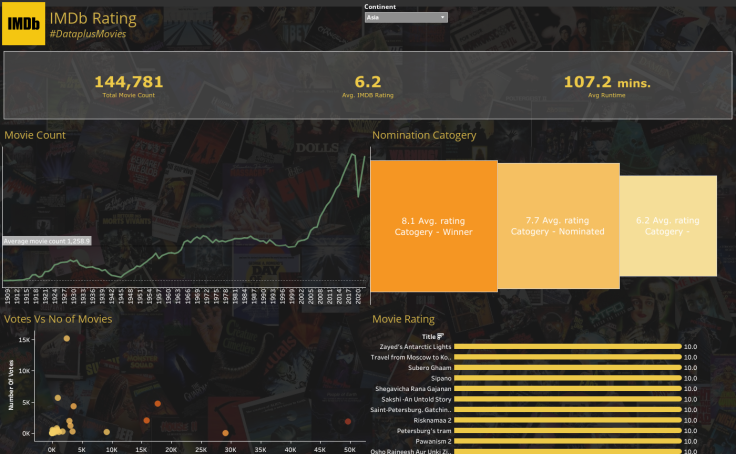 IMDb
IMDb Rating
#DataplusMovies
Continent
Asia
144,781
Total Movie Count
6.2
Avg. IMDB Rating
107.2 mins.
Avg Runtime
Movie Count
Average movie count 1,258.9
1909 1912 1915 1918 1921 1924 1927 1930 1933 1936 1939 1942 1945 1948 1951 1954 1957 1960 1963 1966 1969 1972 1975 1978 1981 1984 1987 1990 1993 1996 1999 2002 2005 2008 2011 2014 2017 2020
Nomination Catogery
8.1 Avg. rating
Catogery - Winner
7.7 Avg. rating
Catogery - Nominated
6.2 Avg. rating
Catogery -
Votes Vs No of Movies
Number Of Votes
15K
10K
5K
0K
0K 5K 10K 15K 20K 25K 30K 35K 40K 45K 50K
Movie Rating
Title
Zayed's Antarctic Lights 10.0
Travel from Moscow to Ko.. 10.0
Subero Ghaam 10.0
Sipano 10.0
Shegavicha Rana Gajanan 10.0
Sakshi -An Untold Story 10.0
Saint-Petersburg. Gatchin.. 10.0
Risknamaa 2 10.0
Petersburg's tram 10.0
Pawanism 2 10.0
Osho Rajneesh Aur Unki Zi.. 10.0
DOLLS
DAY